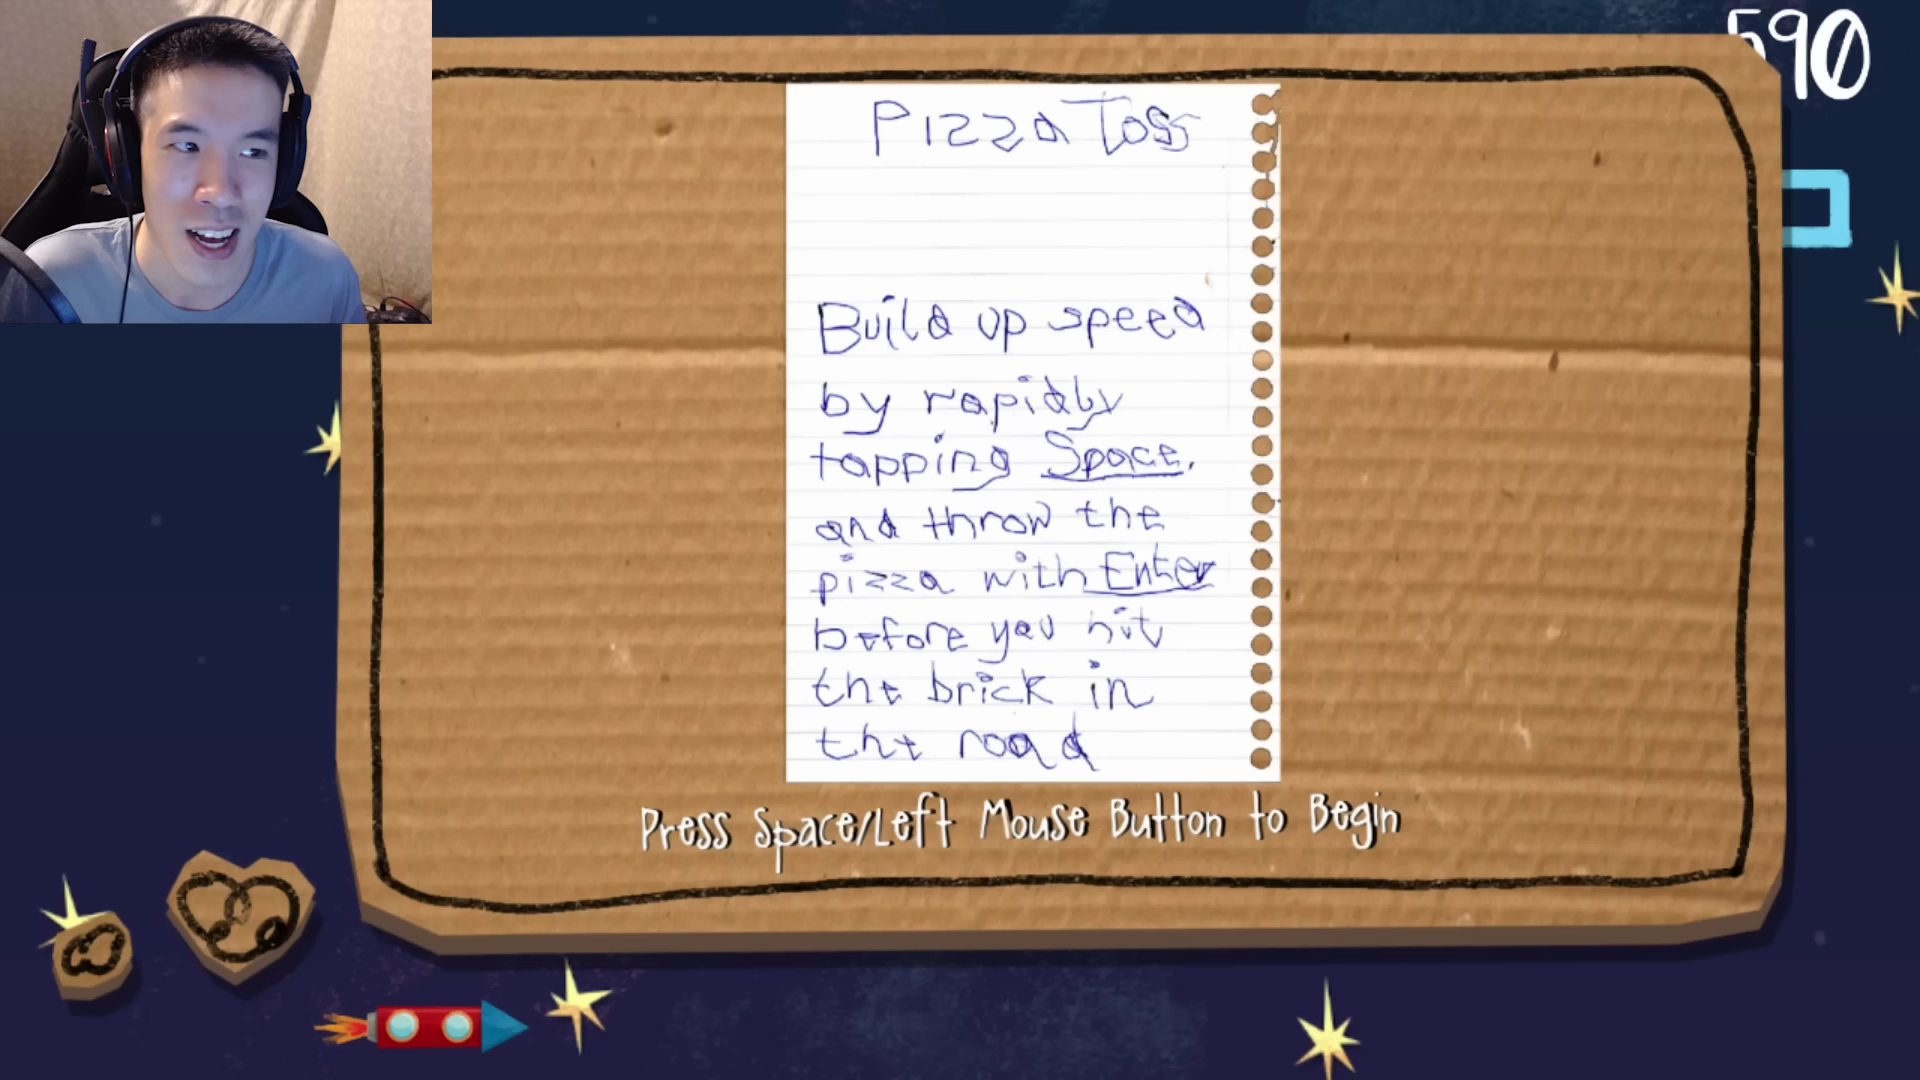 590
Pizza Toss
Build up speed
by rapidly
tapping Space,
and throw the
pizza with Enter
before you hit
the brick in
the road
Press Space/Left Mouse Button to Begin